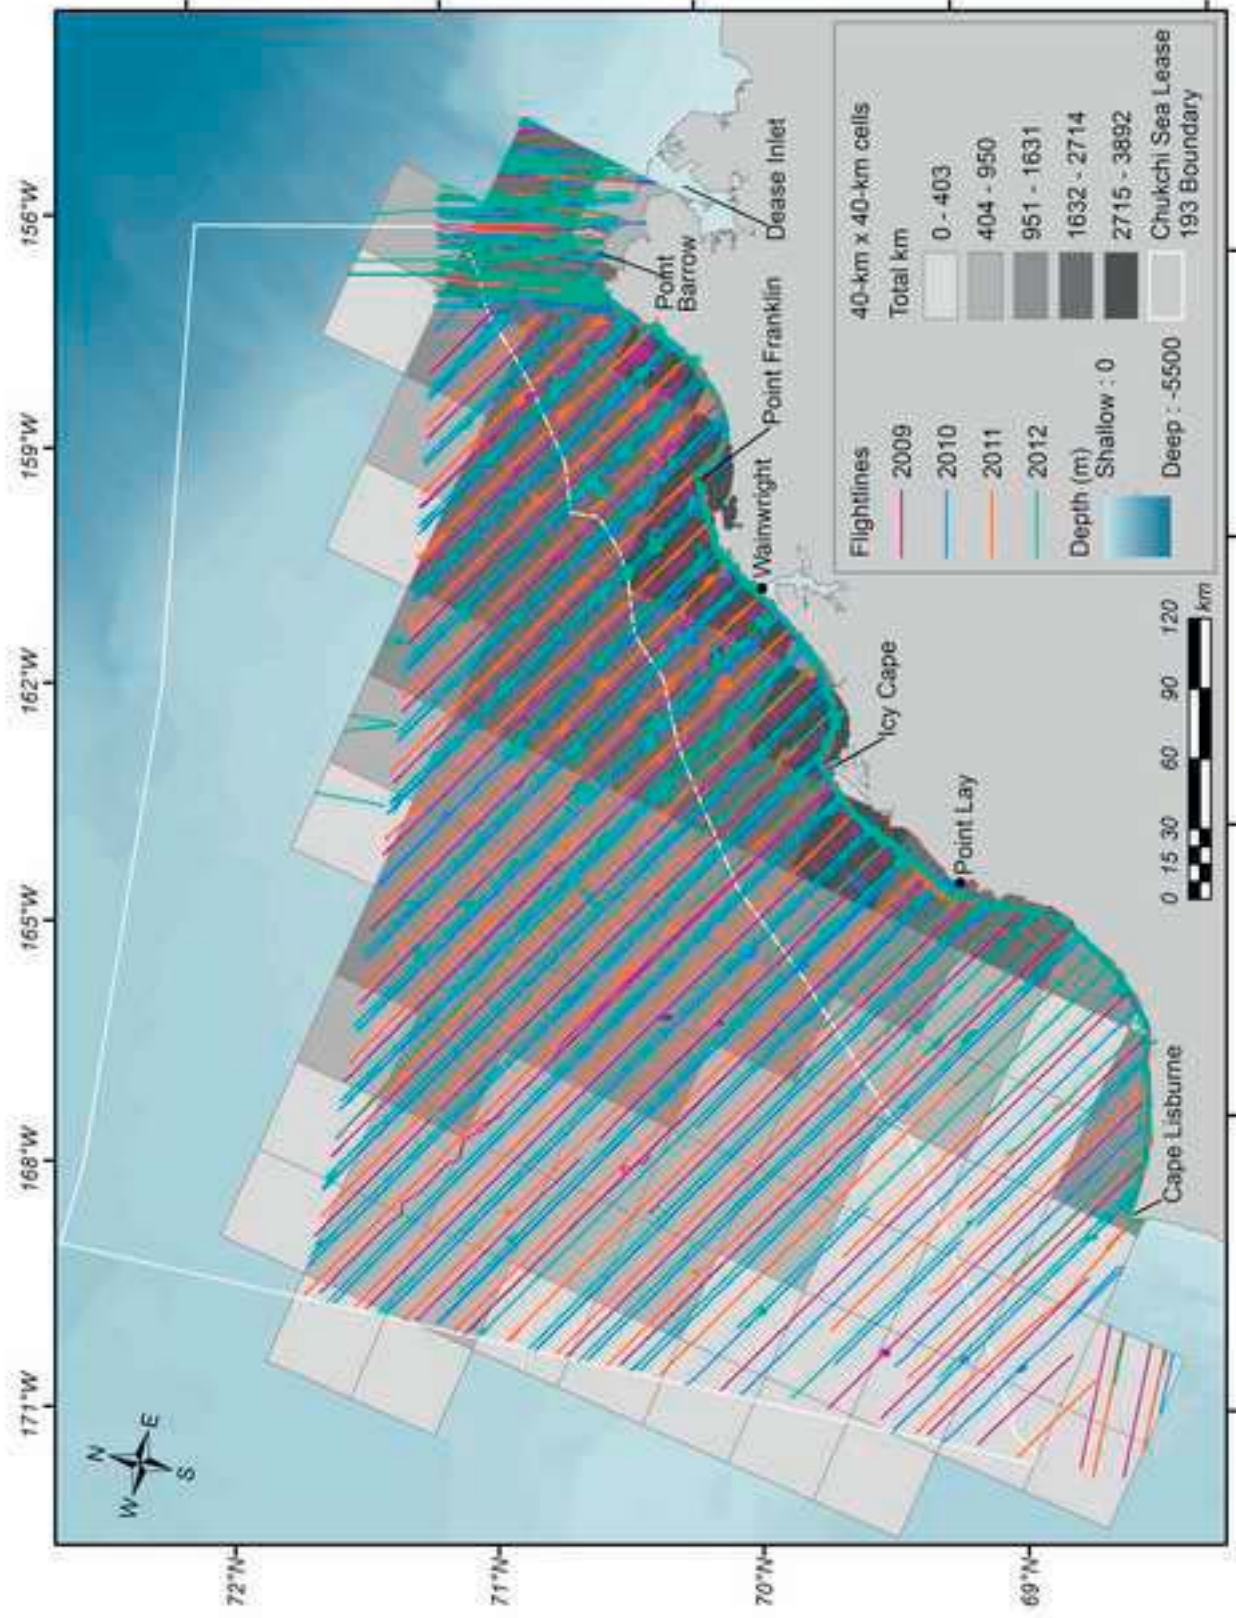 171°W
168°W
165°W
162°W
159°W
156°W
72°N
71°N
70°N
69°N
N
W
E
S
Cape Lisburne
Point Lay
Icy Cape
Wainwright
Point Franklin
Point
Barrow
Dease Inlet
0 15 30 60 90 120
km
Flightlines
2009
2010
2011
2012
Depth (m)
Shallow : 0
Deep : -5500
40-km x 40-km cells
Total km
0 - 403
404 - 950
951 - 1631
1632 - 2714
2715 - 3892
Chukchi Sea Lease
193 Boundary